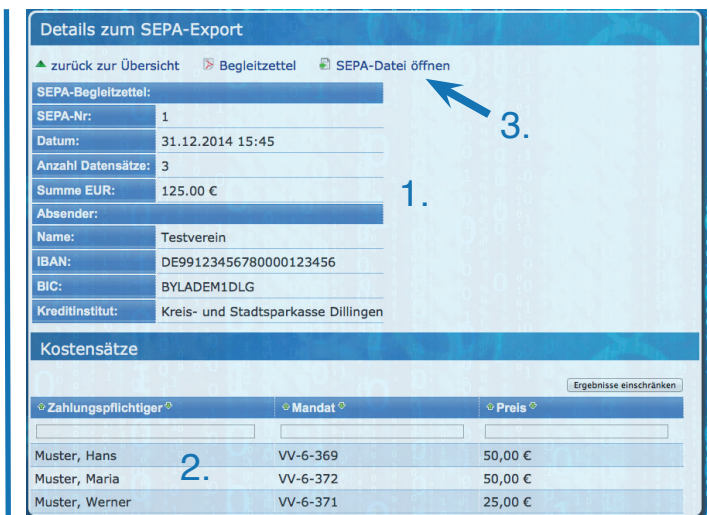 Details zum SEPA-Export
zurück zur Übersicht Begleitzettel SEPA-Datei öffnen
SEPA-Begleitzettel:
SEPA-Nr: 1
Datum: 31.12.2014 15:45
Anzahl Datensätze: 3
Summe EUR: 125.00 €
Absender:
Name: Testverein
IBAN: DE99123456780000123456
BIC: BYLADEM1DLG
Kreditinstitut: Kreis- und Stadtsparkasse Dillingen
3.
1.
Kostensätze
Ergebnisse einschränken
Zahlungspflichtiger Mandat Preis
Muster, Hans VV-6-369 50,00 €
Muster, Maria VV-6-372 50,00 €
Muster, Werner VV-6-371 25,00 €
2.